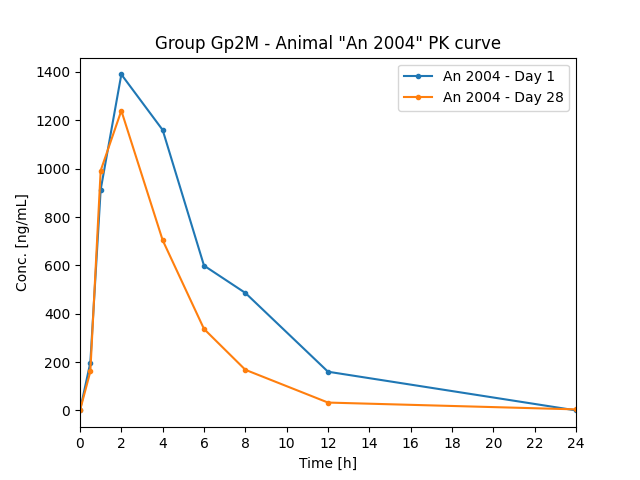 Group Gp2M - Animal "An 2004" PK curve
An 2004 - Day 1
An 2004 - Day 28
Conc. [ng/mL]
1400
1200
1000
800
600
400
200
0
0 2 4 6 8 10 12 14 16 18 20 22 24
Time [h]